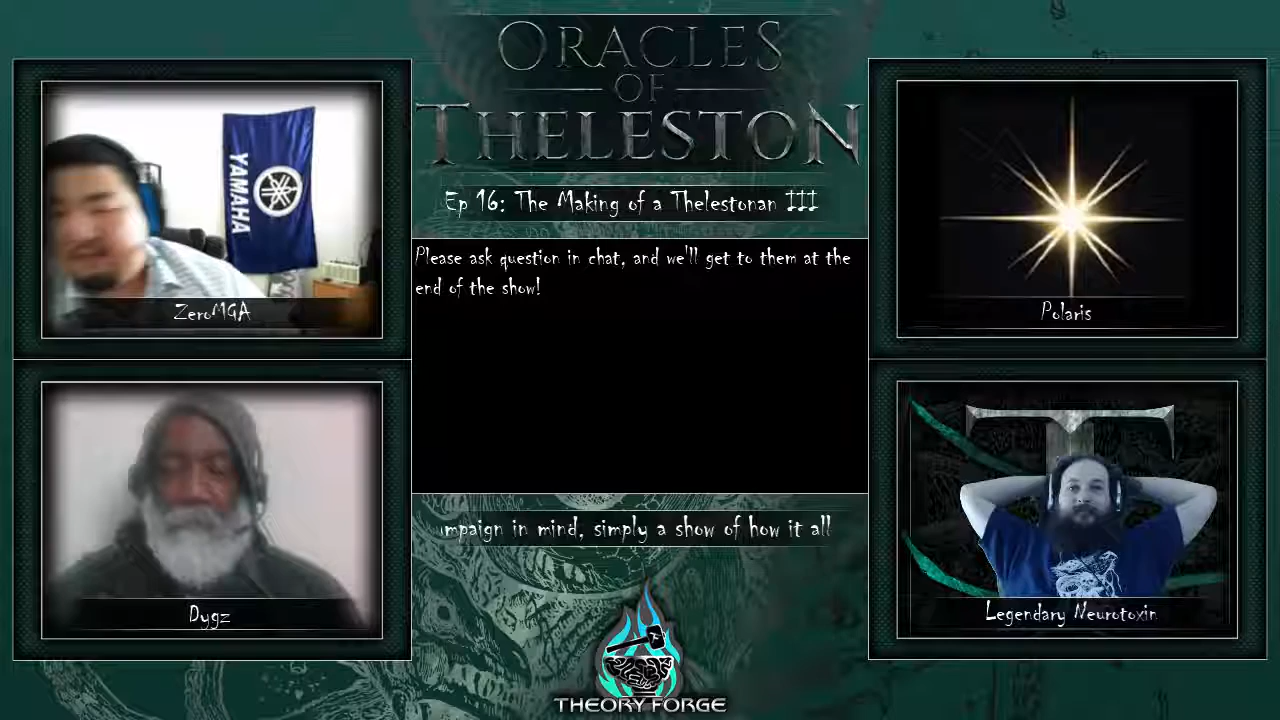 ORACLES
OF
THELESTON
Ep 16: The Making of a Thelestonan III
Please ask question in chat, and we'll get to them at the
end of the show!
YAMAHA
ZeroMGA
Polaris
Dygz
T
Legendary Neurotoxin
mpaign in mind, simply a show of how it all
THEORY FORGE